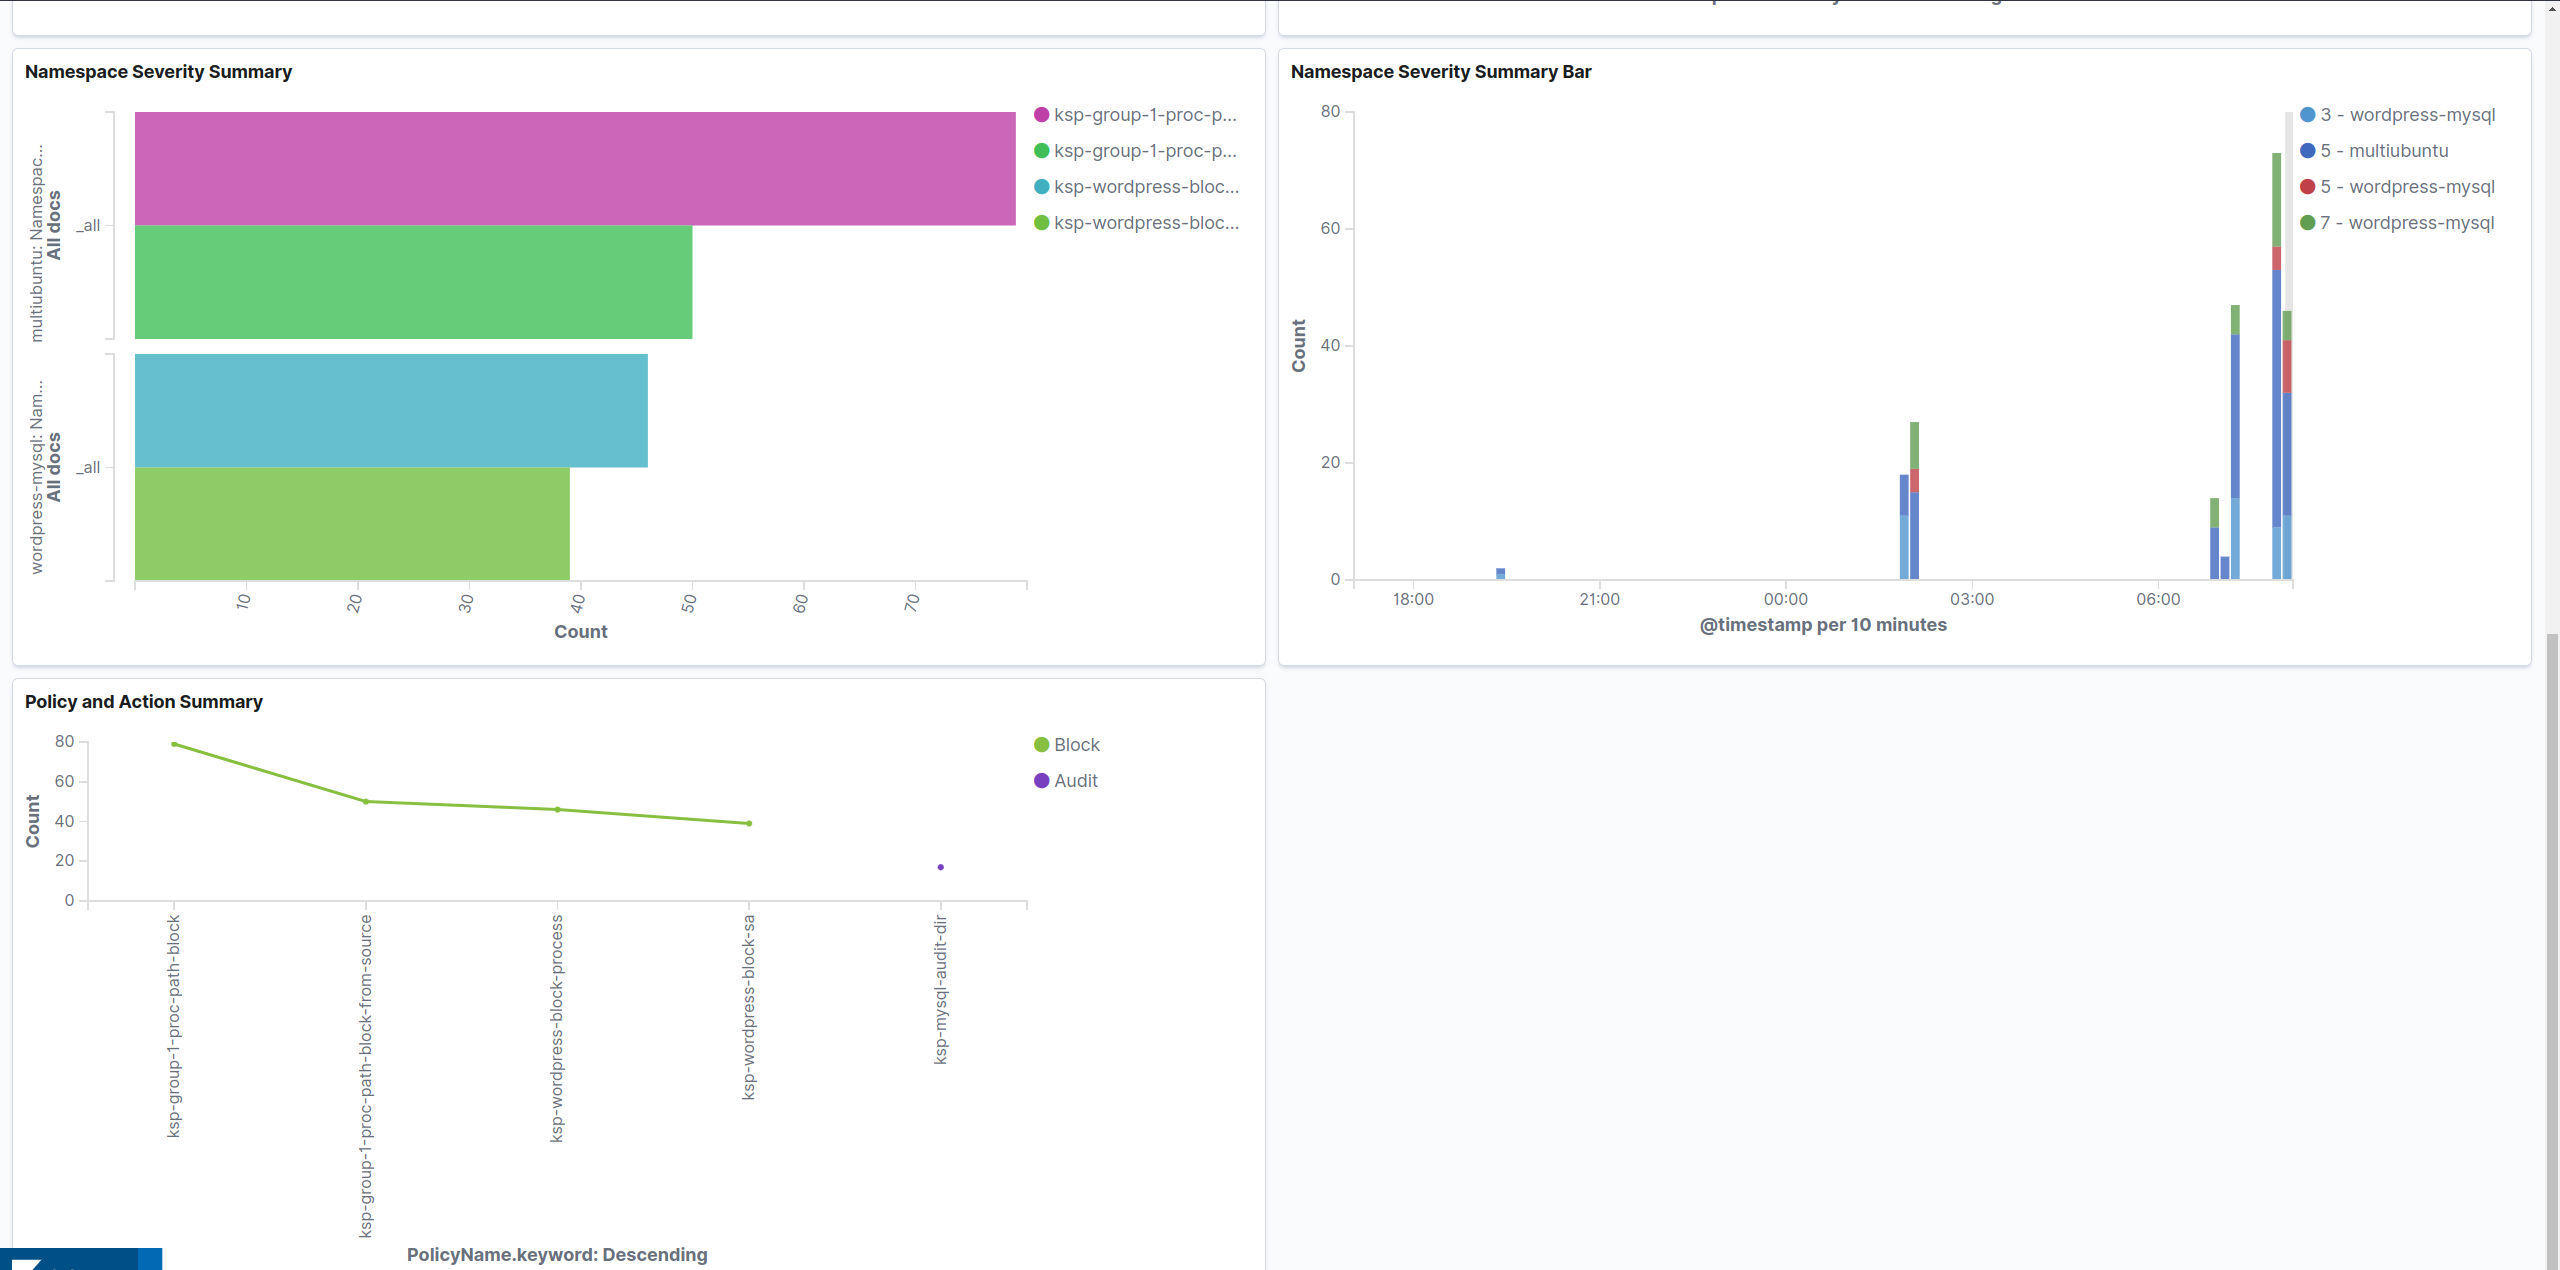 Namespace Severity Summary
multiubuntu: Namespac...
All docs
_all
wordpress-mysql: Nam...
All docs
_all
10
20
30
40
50
60
70
Count
ksp-group-1-proc-p...
ksp-group-1-proc-p...
ksp-wordpress-bloc...
ksp-wordpress-bloc...
Namespace Severity Summary Bar
80
60
40
20
0
Count
18:00
21:00
00:00
03:00
06:00
@timestamp per 10 minutes
3 - wordpress-mysql
5 - multiubuntu
5 - wordpress-mysql
7 - wordpress-mysql
Policy and Action Summary
80
60
40
20
0
Count
ksp-group-1-proc-path-block
ksp-group-1-proc-path-block-from-source
ksp-wordpress-block-process
ksp-wordpress-block-sa
ksp-mysql-audit-dir
PolicyName.keyword: Descending
Block
Audit